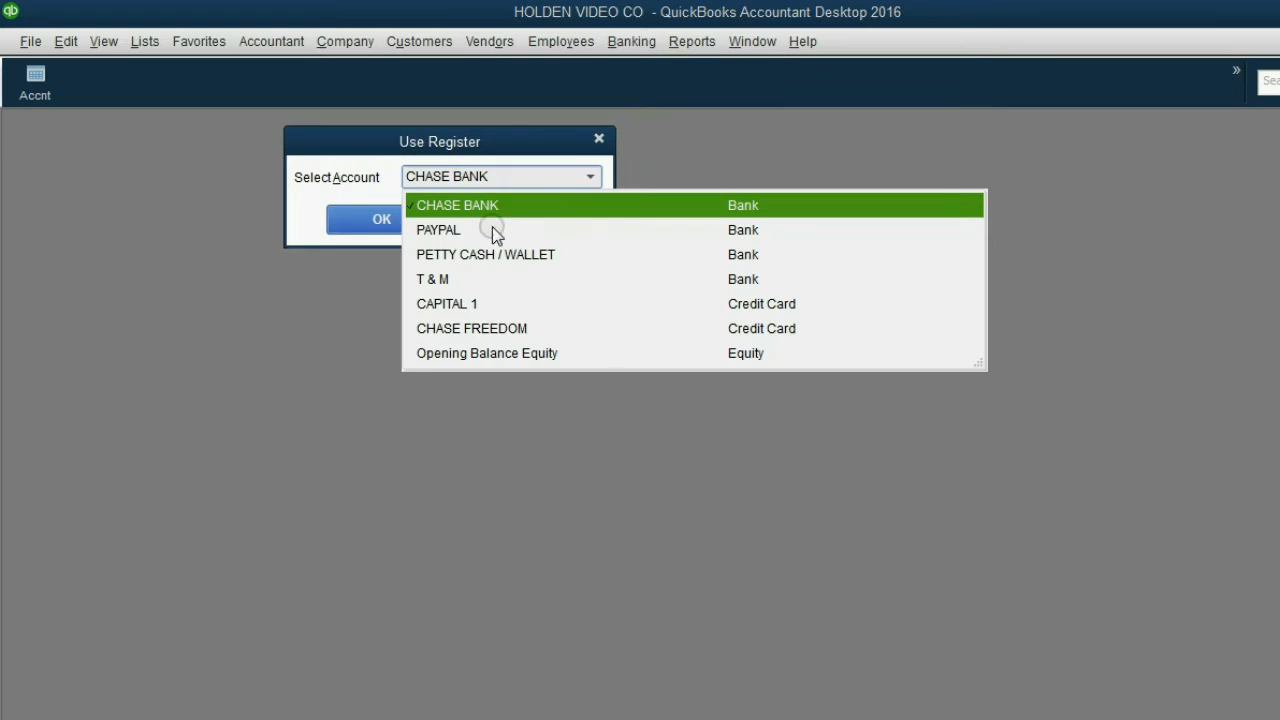 qb
HOLDEN VIDEO CO - QuickBooks Accountant Desktop 2016
File Edit View Lists Favorites Accountant Company Customers Vendors Employees Banking Reports Window Help
»
Accnt
Use Register
Select Account CHASE BANK
OK
CHASE BANK Bank
PAYPAL Bank
PETTY CASH / WALLET Bank
T & M Bank
CAPITAL 1 Credit Card
CHASE FREEDOM Credit Card
Opening Balance Equity Equity